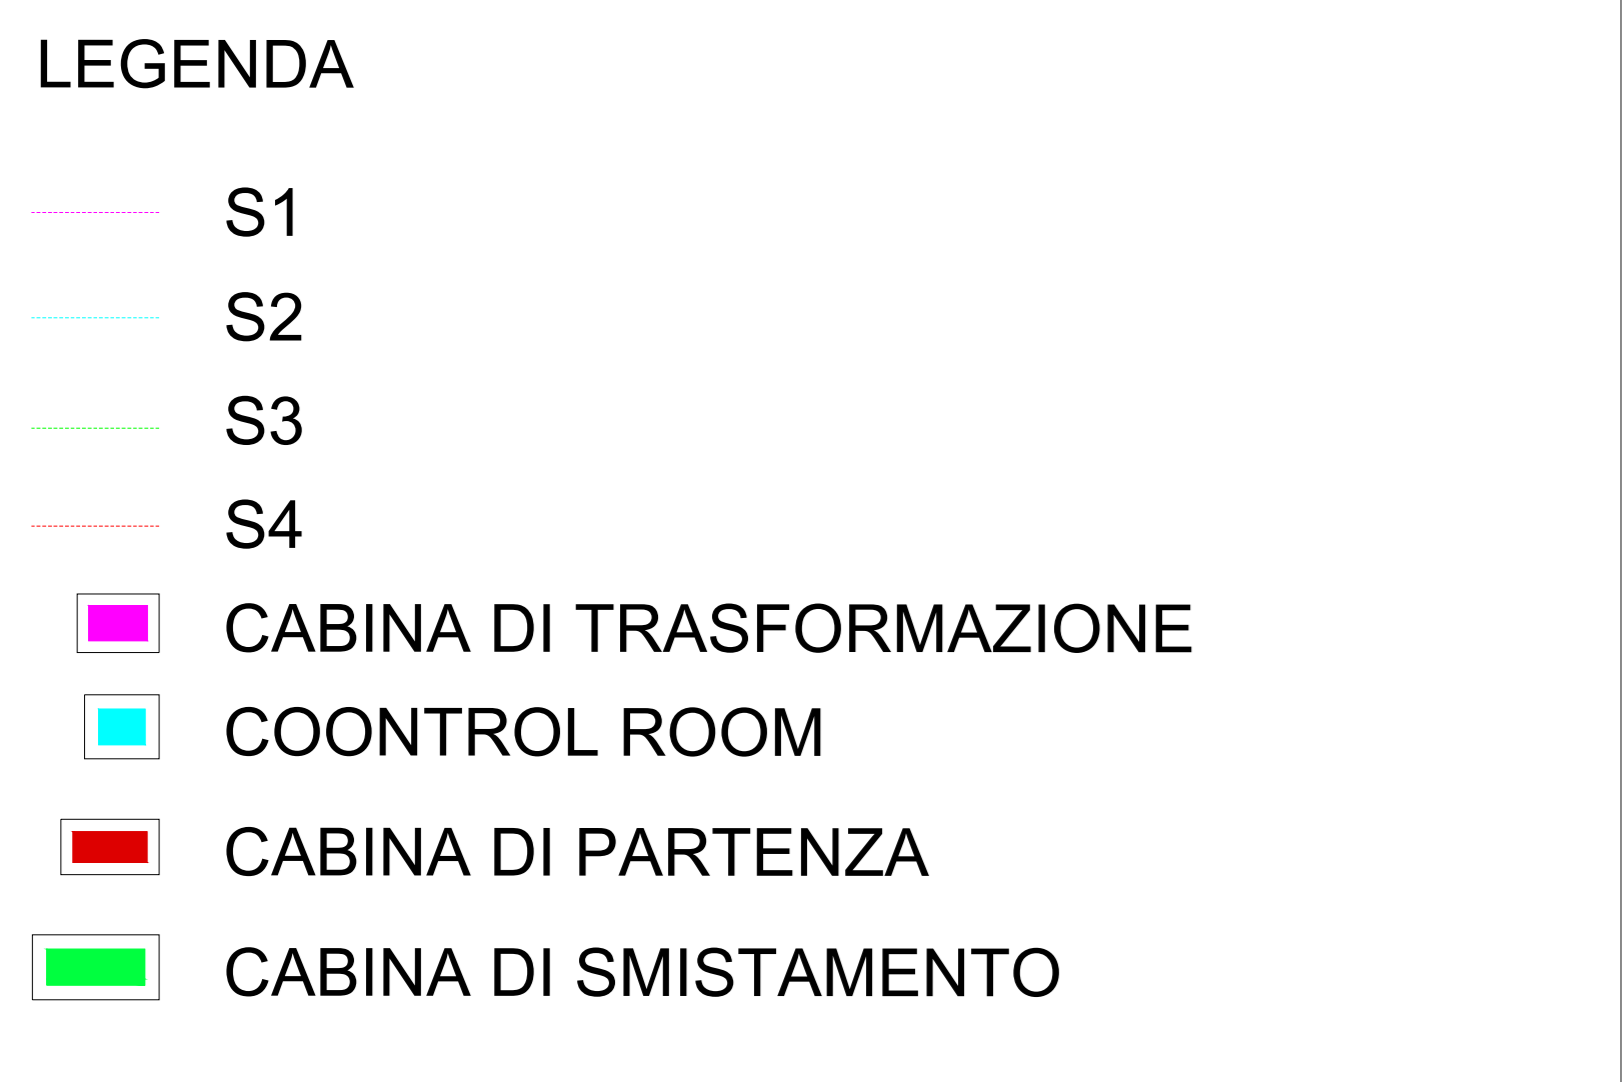 LEGENDA
S1
S2
S3
S4
CABINA DI TRASFORMAZIONE
COONTROL ROOM
CABINA DI PARTENZA
CABINA DI SMISTAMENTO